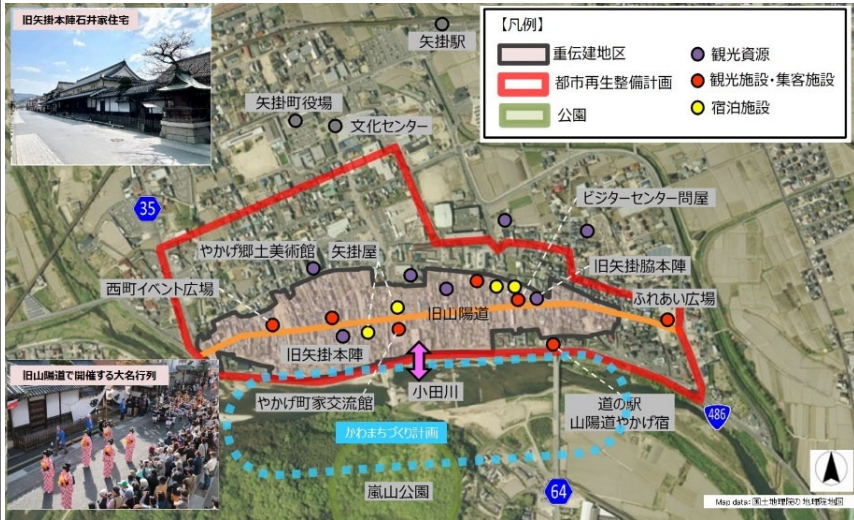 旧矢掛本陣石井家住宅
矢掛駅
矢掛町役場
文化センター
【凡例】
重伝建地区
都市再生整備計画
公園
観光資源
観光施設・集客施設
宿泊施設
35
ビジターセンター問屋
やかげ郷土美術館
矢掛屋
旧矢掛脇本陣
西町イベント広場
ふれあい広場
旧山陽道
旧矢掛本陣
旧山陽道で開催する大名行列
やかげ町家交流館
小田川
道の駅
山陽道やかげ宿
486
かわまちづくり計画
嵐山公園
64
Map data：国土地理院の地理院地図